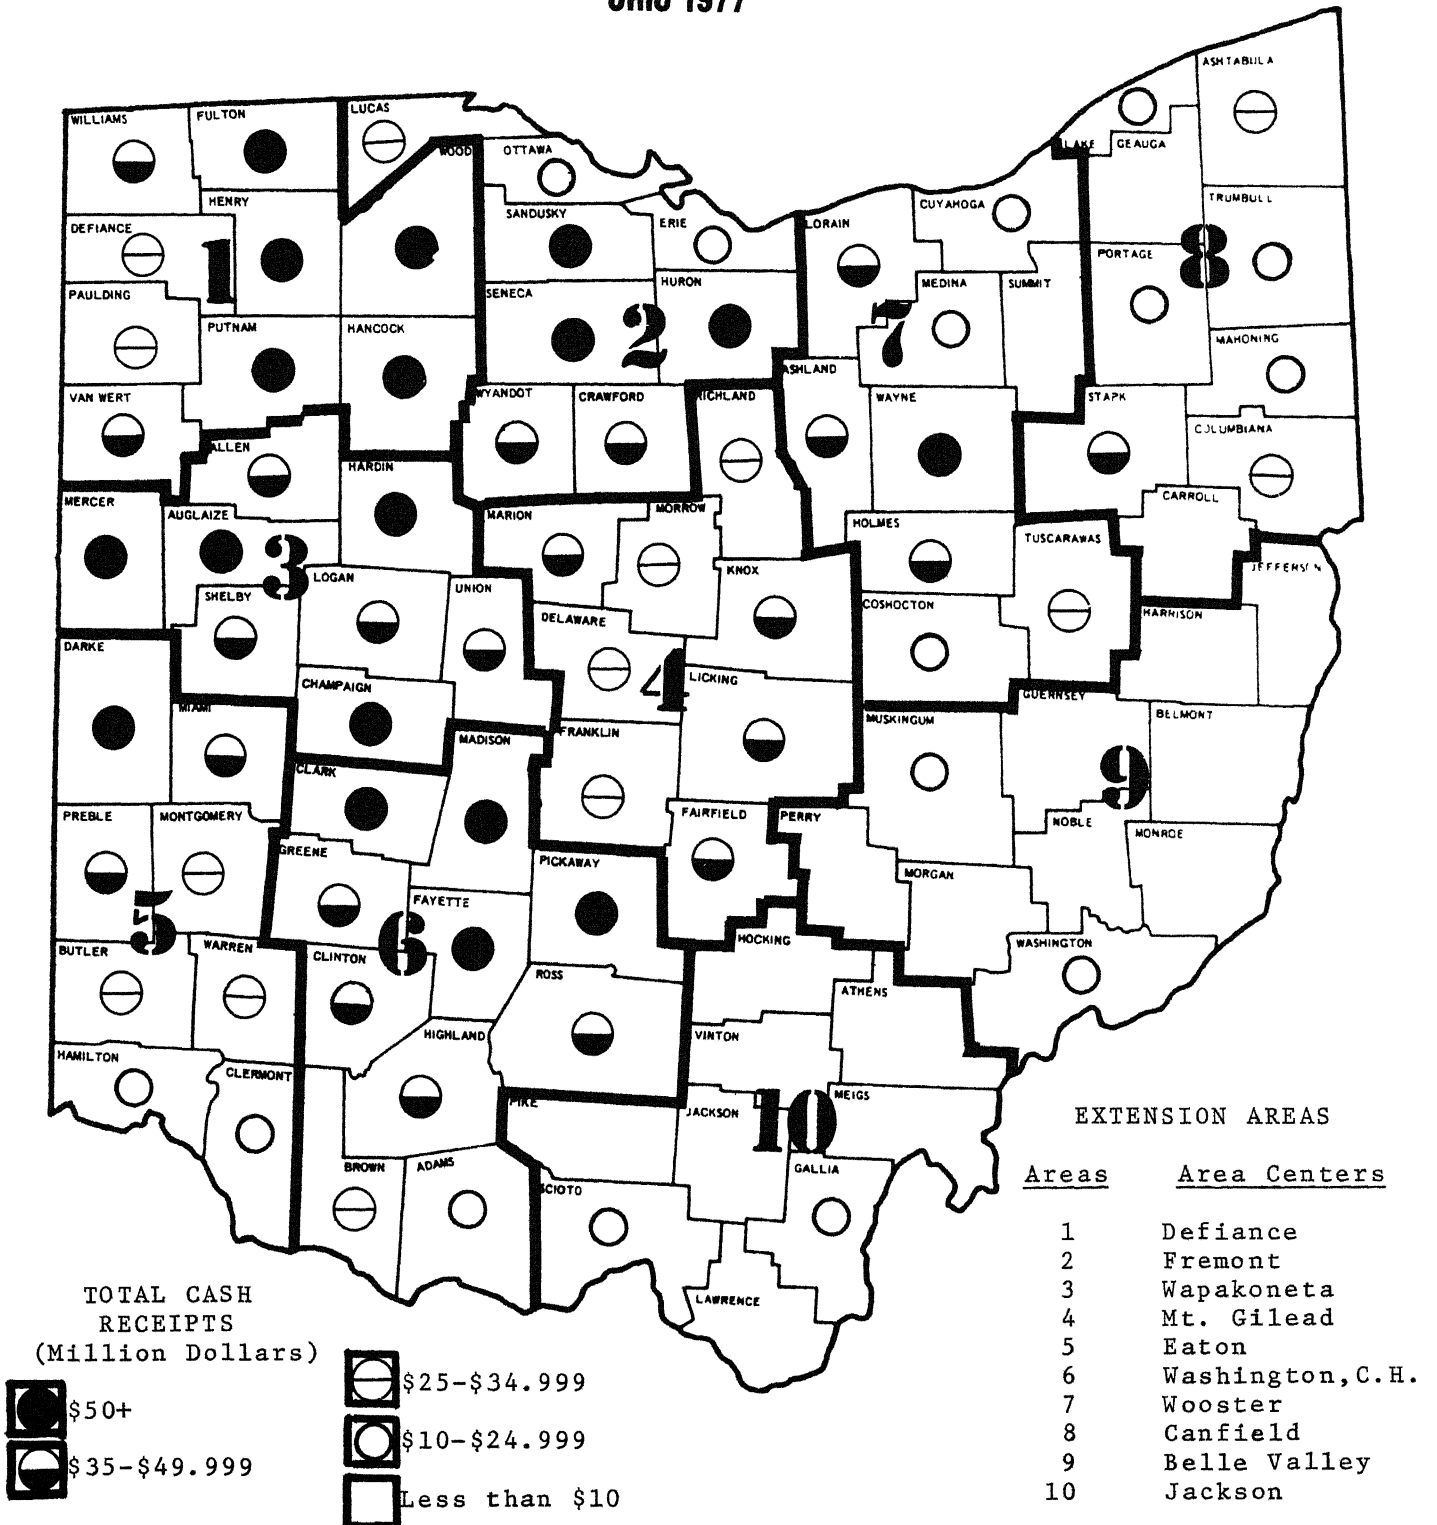 Ohio 1977
ASHTABULA
LUCAS
WILLIAMS
FULTON
WOOD
OTTAWA
LAKE
GEAUGA
HENRY
SANDUSKY
ERIE
CUYAHOGA
TRUMBULL
DEFIANCE
LORAIN
1
8
PORTAGE
PAULDING
SENECA
HURON
MEDINA
SUMMIT
PUTNAM
HANCOCK
2
7
MAHONING
ASHLAND
VAN WERT
WYANDOT
CRAWFORD
RICHLAND
WAYNE
STARK
COLUMBIANA
ALLEN
HARDIN
MERCER
AUGLAIZE
MARION
MORROW
CARROLL
HOLMES
TUSCARAWAS
3
LOGAN
KNOX
JEFFERSON
SHELBY
UNION
DELAWARE
COSHOCTON
HARRISON
DARKE
CHAMPAIGN
4
LICKING
GUERNSEY
MIAMI
MADISON
FRANKLIN
MUSKINGUM
BELMONT
CLARK
9
PREBLE
MONTGOMERY
FAIRFIELD
PERRY
NOBLE
MONROE
GREENE
PICKAWAY
MORGAN
5
FAYETTE
6
BUTLER
WARREN
CLINTON
HOCKING
WASHINGTON
ROSS
ATHENS
HIGHLAND
VINTON
HAMILTON
CLERMONT
PIKE
JACKSON
10
MEIGS
BROWN
ADAMS
GALLIA
SCIOTO
LAWRENCE
EXTENSION AREAS
Areas Area Centers
1 Defiance
2 Fremont
3 Wapakoneta
4 Mt. Gilead
5 Eaton
6 Washington,C.H.
7 Wooster
8 Canfield
9 Belle Valley
10 Jackson
TOTAL CASH
RECEIPTS
(Million Dollars)
$50+
$35-$49.999
$25-$34.999
$10-$24.999
Less than $10